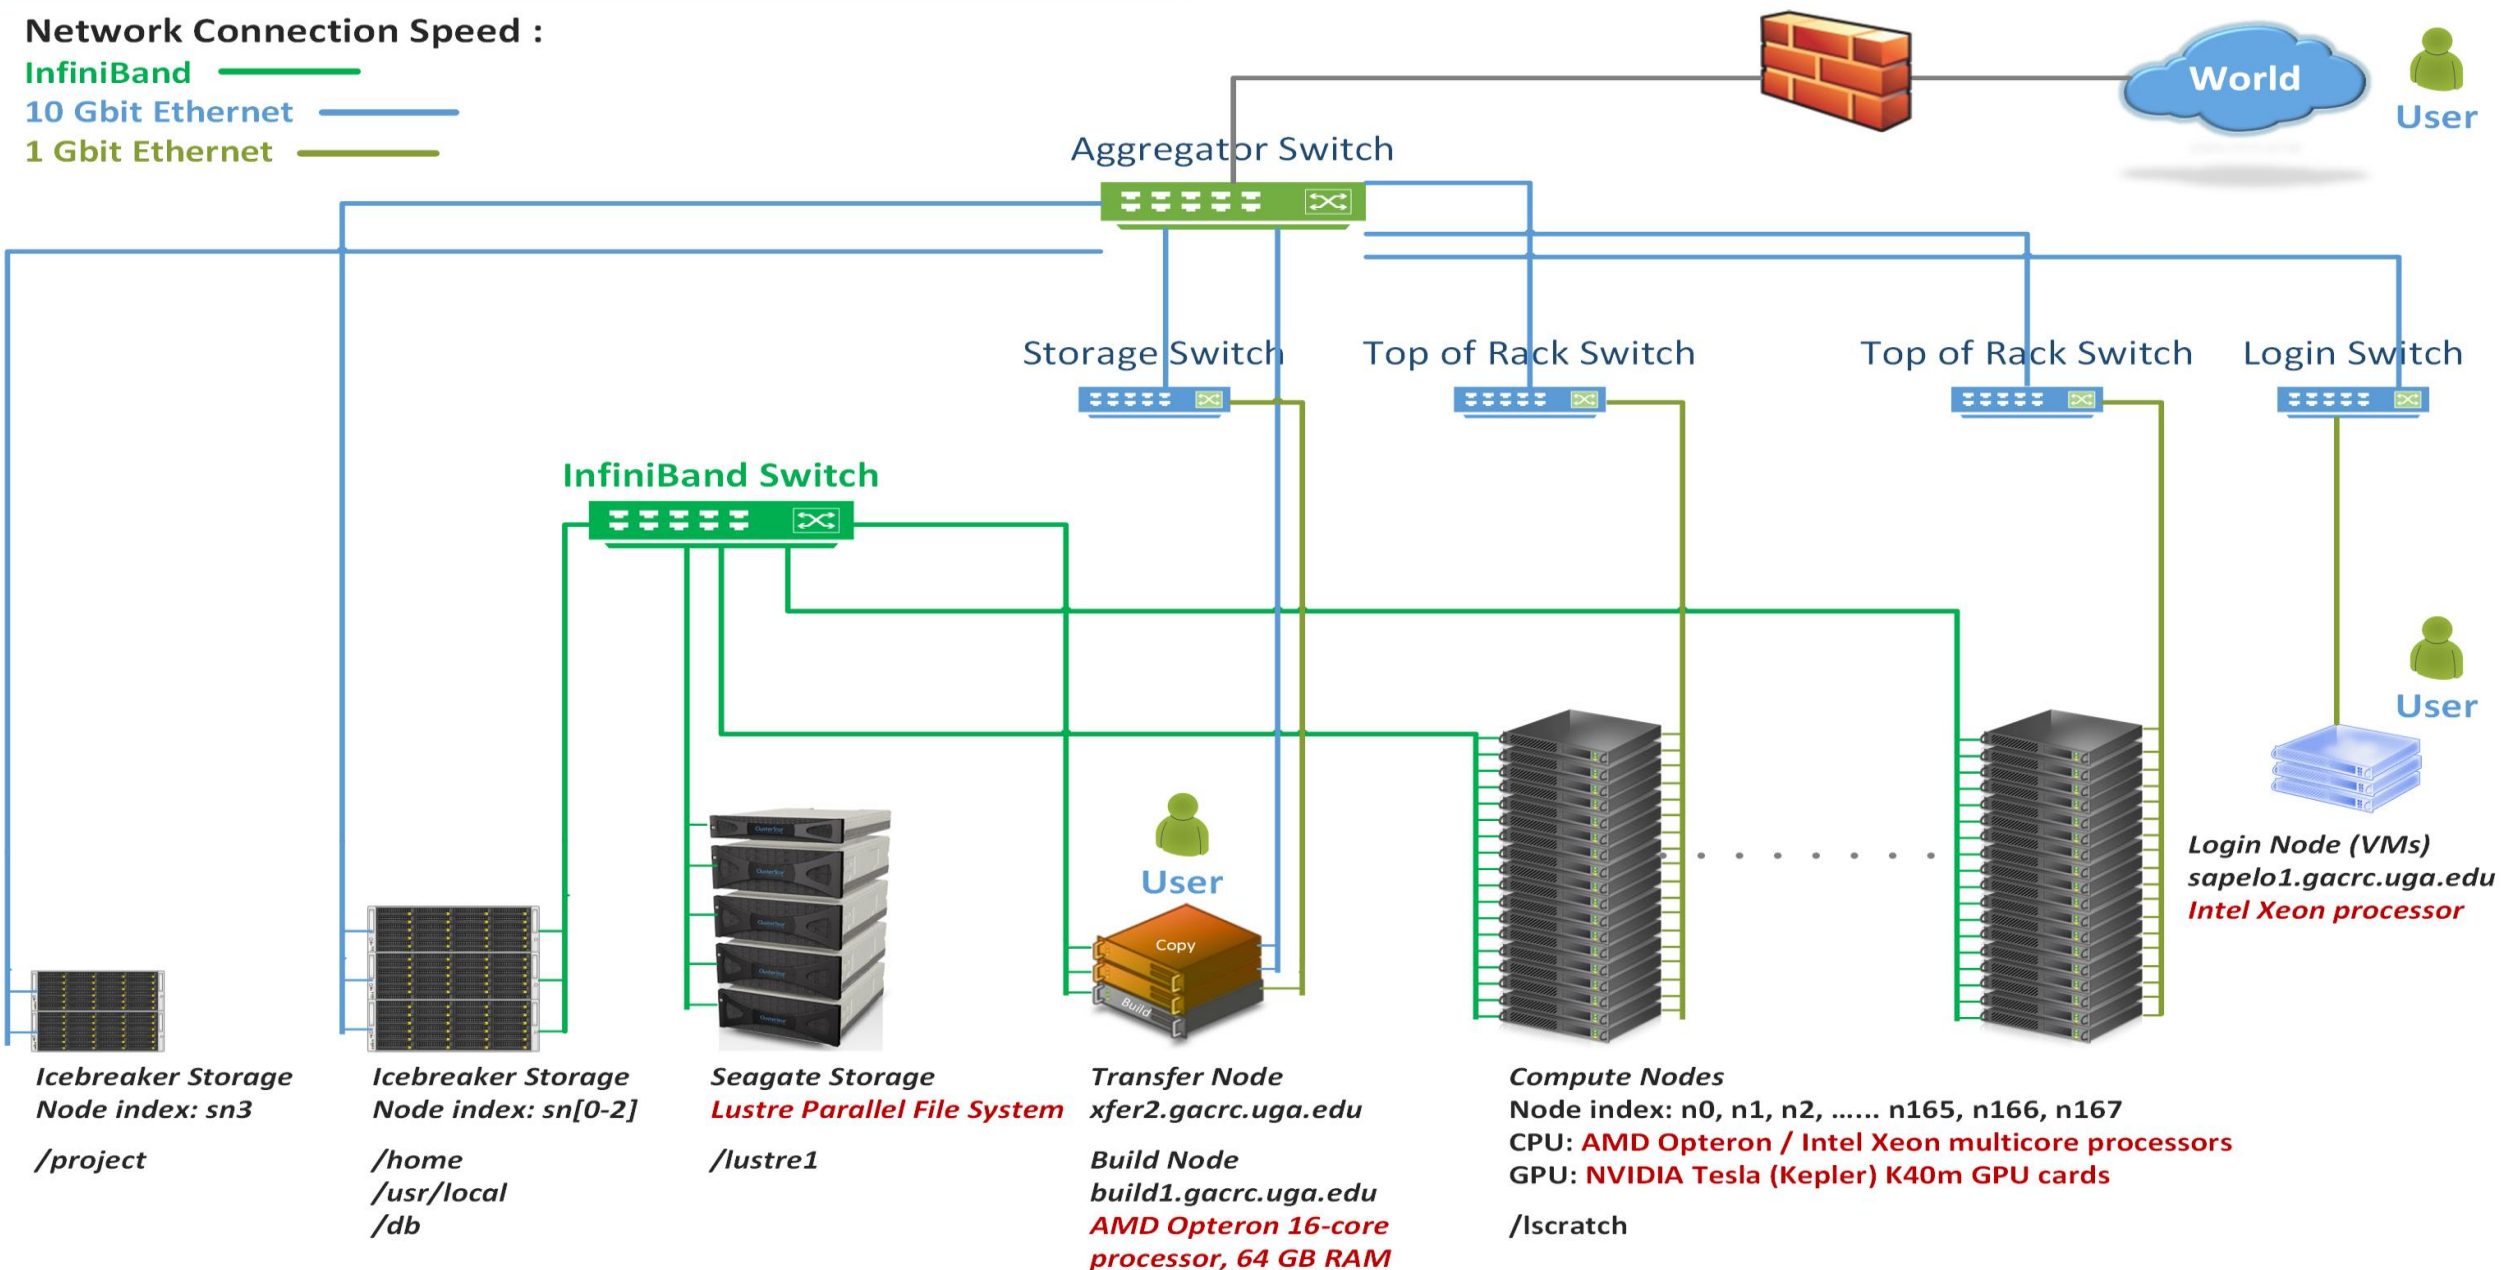 Network Connection Speed :
InfiniBand
10 Gbit Ethernet
1 Gbit Ethernet
World
User
Aggregator Switch
Storage Switch
Top of Rack Switch
Top of Rack Switch
Login Switch
InfiniBand Switch
User
User
Copy
Build
Login Node (VMs)
sapelo1.gacrc.uga.edu
Intel Xeon processor
Icebreaker Storage
Node index: sn3
/project
Icebreaker Storage
Node index: sn[0-2]
/home
/usr/local
/db
Seagate Storage
Lustre Parallel File System
/lustre1
Transfer Node
xfer2.gacrc.uga.edu
Build Node
build1.gacrc.uga.edu
AMD Opteron 16-core
processor, 64 GB RAM
Compute Nodes
Node index: n0, n1, n2, ...... n165, n166, n167
CPU: AMD Opteron / Intel Xeon multicore processors
GPU: NVIDIA Tesla (Kepler) K40m GPU cards
/lscratch